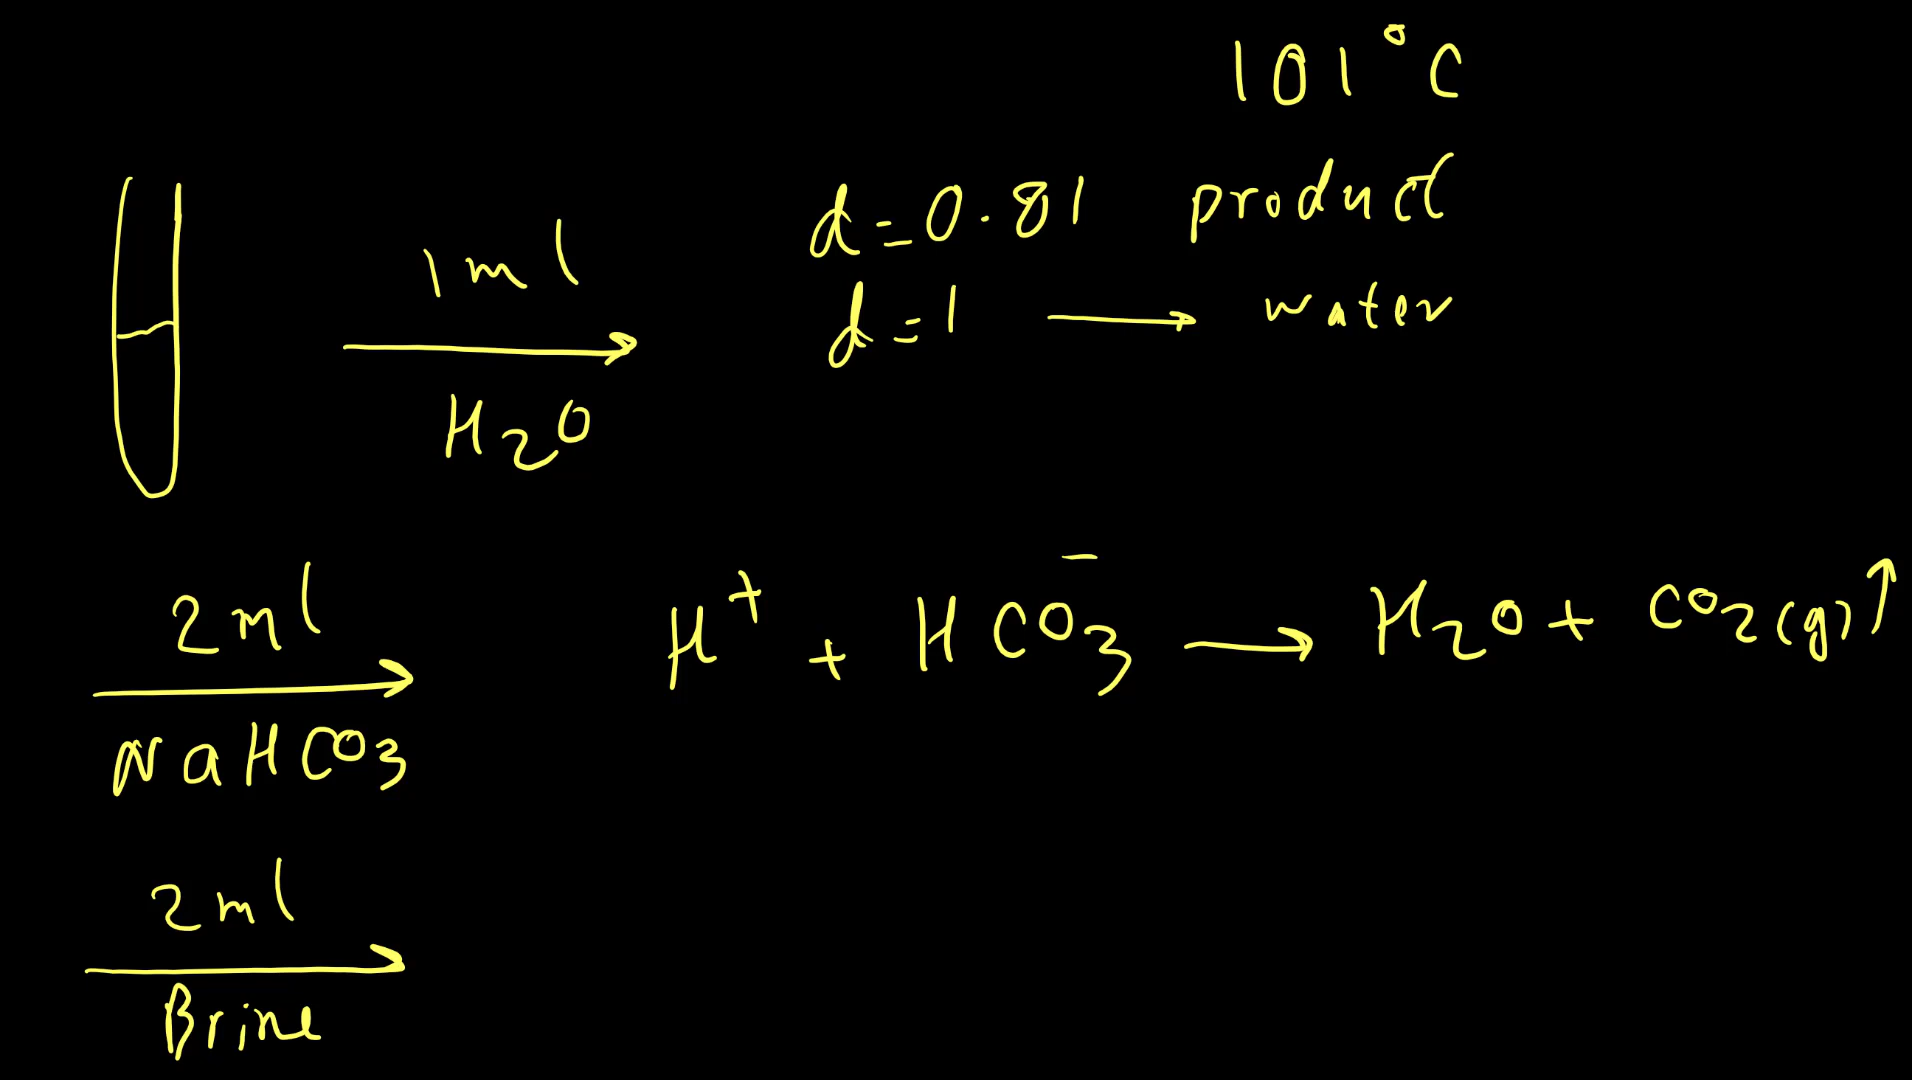 101°C
d=0.81 product
1ml
d=1 → water
H2O
2ml
H⁺ + HCO3⁻ → H2O + CO2(g)↑
NaHCO3
2ml
Brine